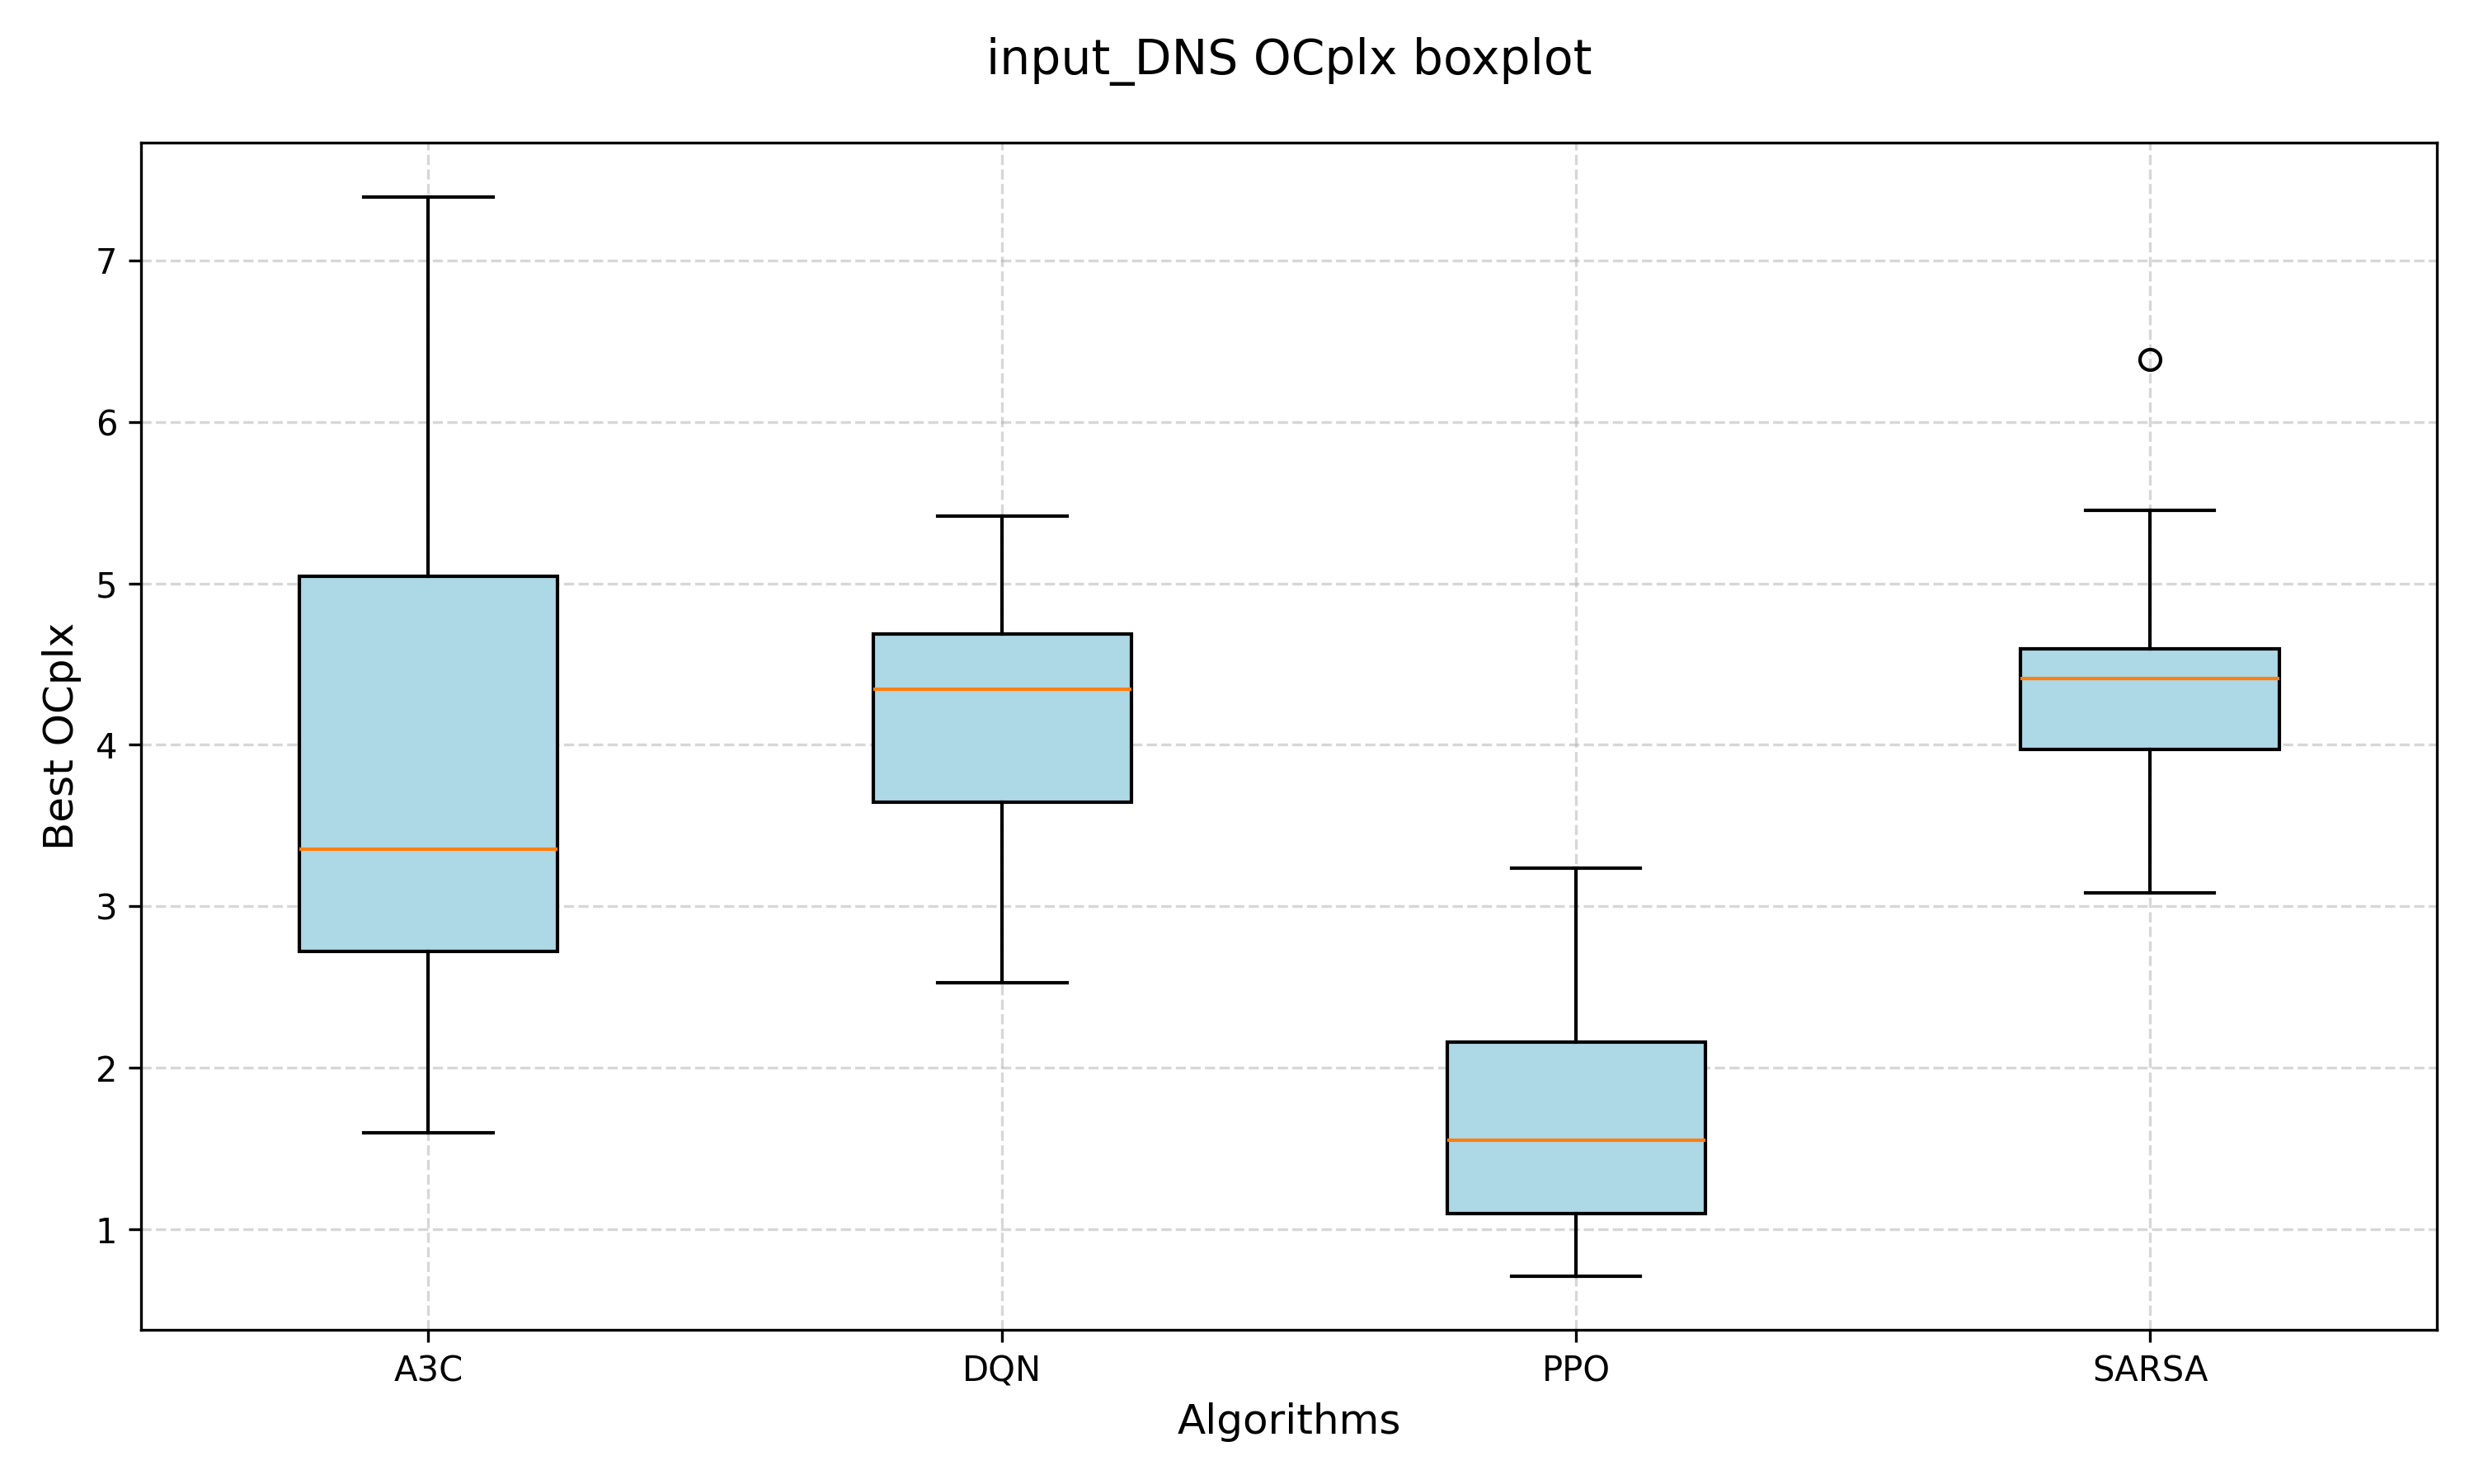 input_DNS OCplx boxplot
Best OCplx
7
6
5
4
3
2
1
A3C
DQN
PPO
SARSA
Algorithms